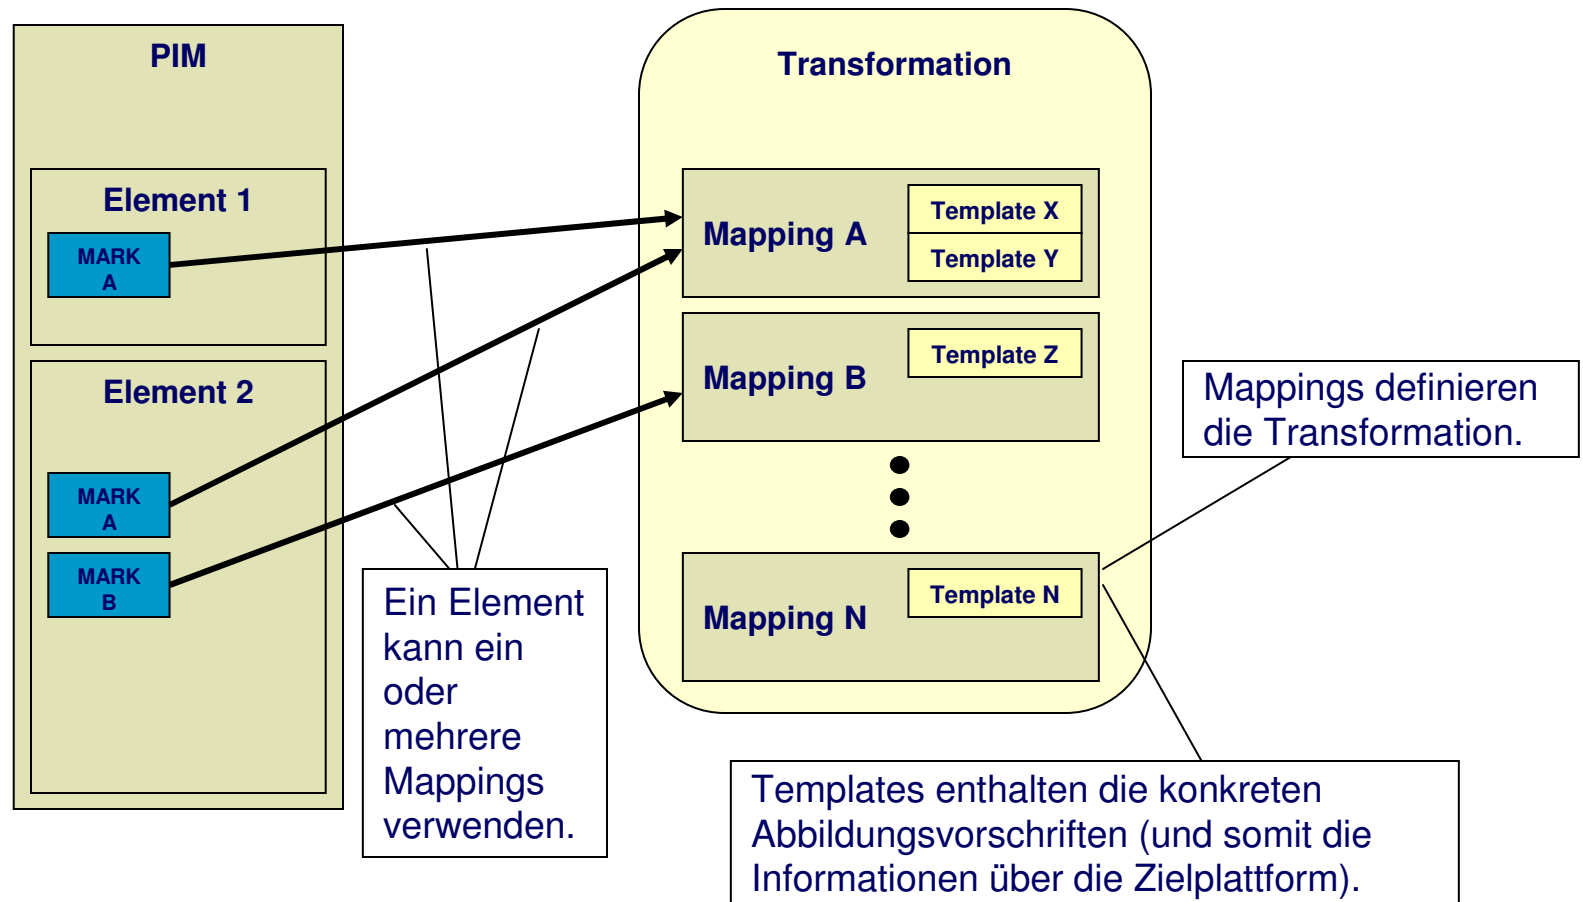 PIM
Element 1
MARK
A
Element 2
MARK
A
MARK
B
Transformation
Mapping A
Template X
Template Y
Mapping B
Template Z
Mapping N
Template N
Mappings definieren
die Transformation.
Ein Element
kann ein
oder
mehrere
Mappings
verwenden.
Templates enthalten die konkreten
Abbildungsvorschriften (und somit die
Informationen über die Zielplattform).